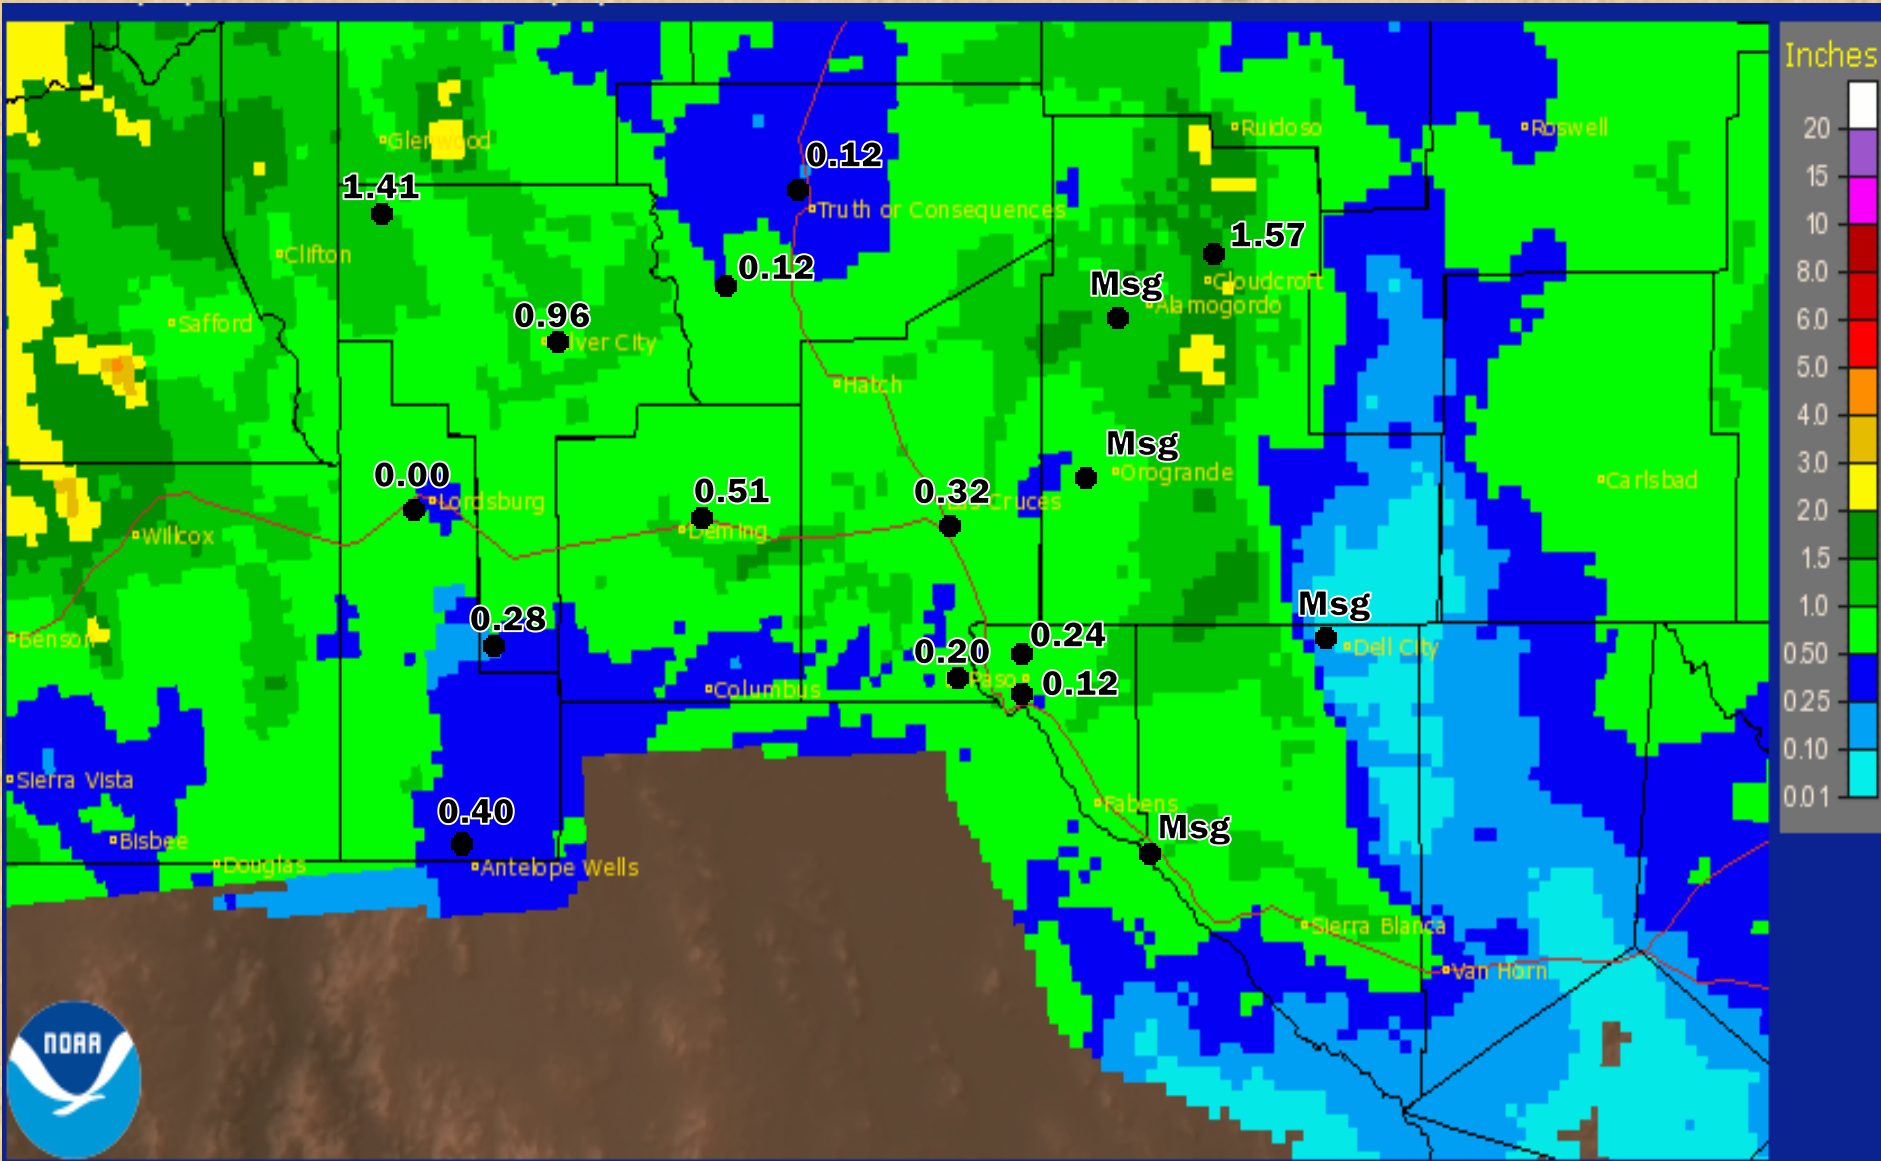 Inches
20
15
10
8.0
6.0
5.0
4.0
3.0
2.0
1.5
1.0
0.50
0.25
0.10
0.01
Glenwood
Ruidoso
Roswell
0.12
1.41
Truth or Consequences
1.57
Clifton
0.12
Msg
Cloudcroft
Alamogordo
0.96
Safford
lver City
Hatch
Msg
Orogrande
0.00
Lordsburg
0.51
0.32
Cruces
Carlsbad
Willcox
Deming
Msg
0.28
Benson
0.24
0.20
Dell City
Paso
0.12
Columbus
Sierra Vista
Fabens
0.40
Msg
Bisbee
Douglas
Antelope Wells
Sierra Blanca
Van Horn
NOAA